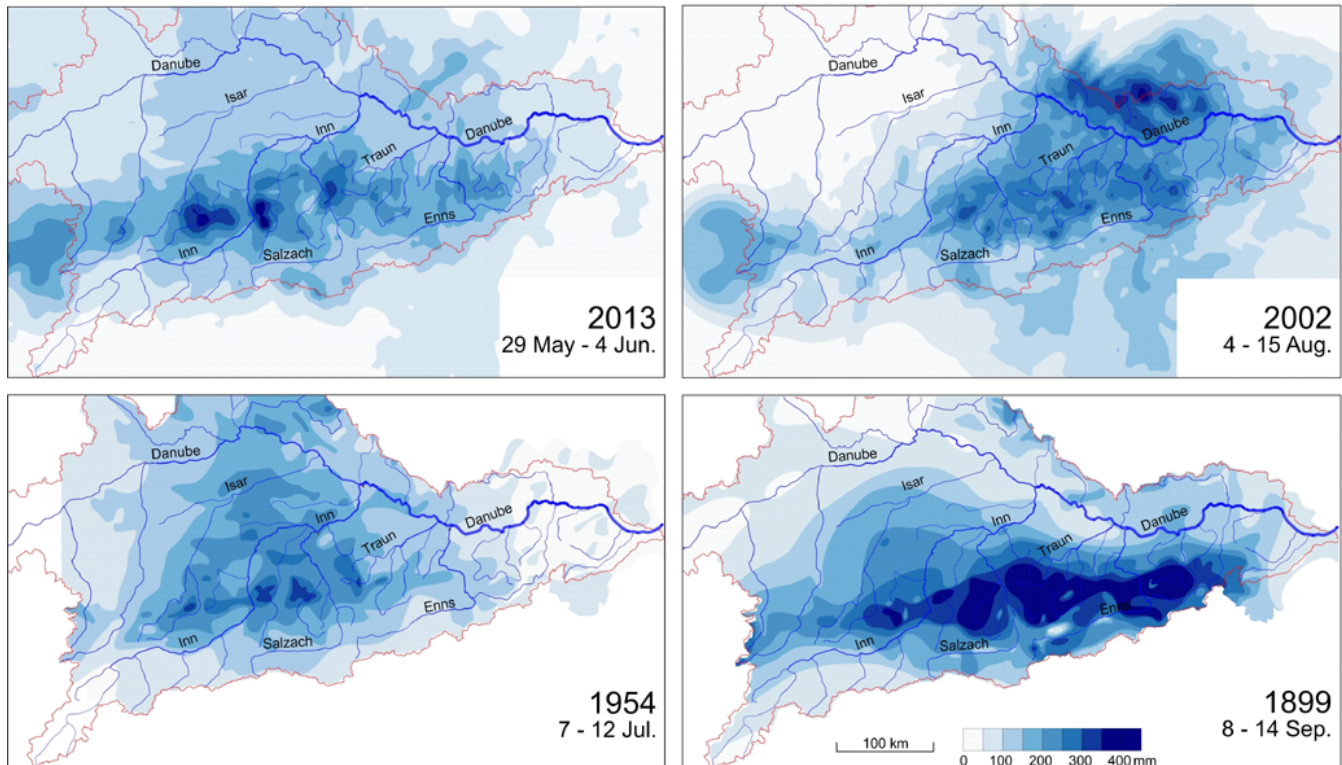 Danube
Isar
Inn
Danube
Traun
Enns
Inn
Salzach
2013
29 May - 4 Jun.
Danube
Isar
Inn
Danube
Traun
Enns
Inn
Salzach
2002
4 - 15 Aug.
Danube
Isar
Inn
Danube
Traun
Enns
Inn
Salzach
1954
7 - 12 Jul.
Danube
Isar
Inn
Danube
Traun
Enns
Inn
Salzach
1899
8 - 14 Sep.
100 km
0 100 200 300 400 mm